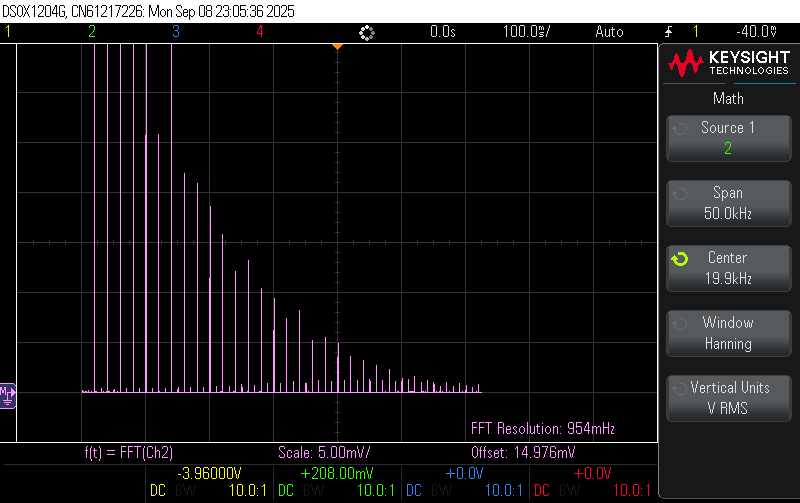 DSOX1204G, CN61217226: Mon Sep 08 23:05:36 2025
1 2 3 4 0.0s 100.0s/ Auto 1 -40.0V
KEYSIGHT
TECHNOLOGIES
Math
Source 1
2
Span
50.0kHz
Center
19.9kHz
Window
Hanning
Vertical Units
V RMS
M
FFT Resolution: 954mHz
f(t) = FFT(Ch2) Scale: 5.00mV/ Offset: 14.976mV
-3.96000V +208.00mV +0.0V +0.0V
DC BW 10.0:1 DC BW 10.0:1 DC BW 10.0:1 DC BW 10.0:1